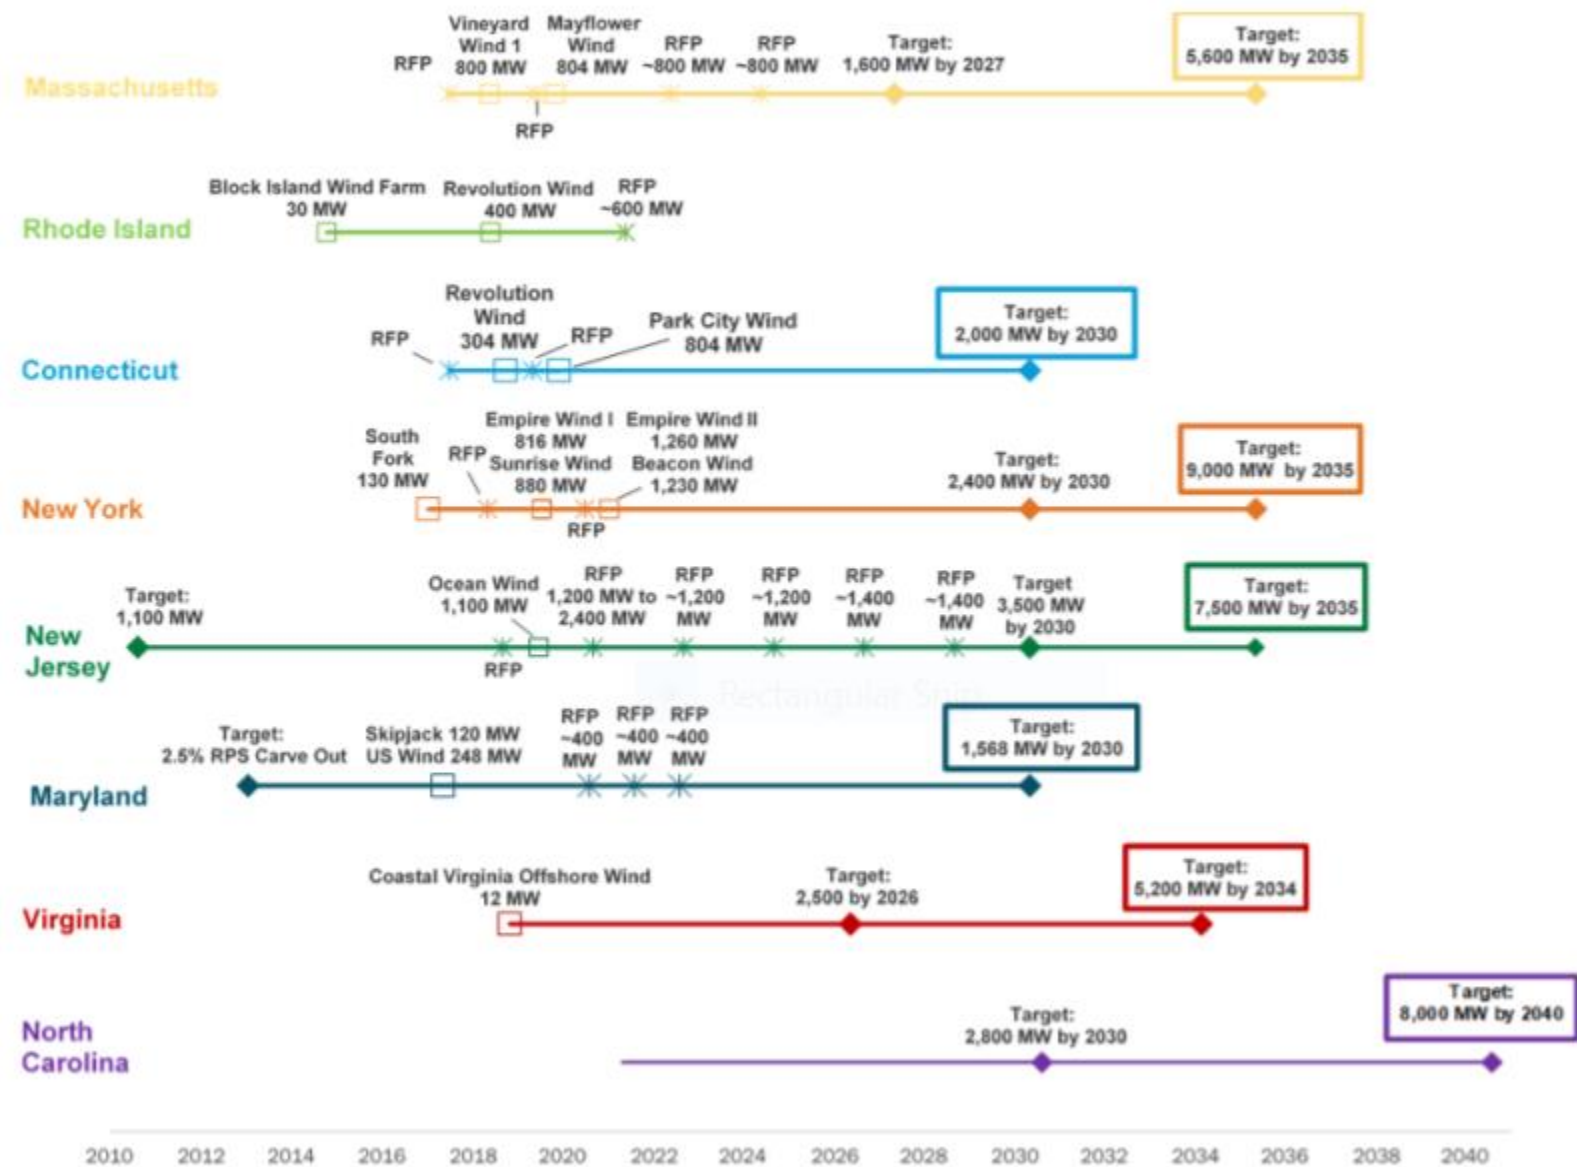 Massachusetts
RFP
Vineyard
Wind 1
800 MW
Mayflower
Wind
804 MW
RFP
RFP
~800 MW
RFP
~800 MW
Target:
1,600 MW by 2027
Target:
5,600 MW by 2035
Rhode Island
Block Island Wind Farm
30 MW
Revolution Wind
400 MW
RFP
~600 MW
Connecticut
RFP
Revolution
Wind
304 MW
RFP
Park City Wind
804 MW
Target:
2,000 MW by 2030
New York
South
Fork
130 MW
RFP
Empire Wind I
816 MW
Sunrise Wind
880 MW
RFP
Empire Wind II
1,260 MW
Beacon Wind
1,230 MW
Target:
2,400 MW by 2030
Target:
9,000 MW by 2035
New
Jersey
Target:
1,100 MW
RFP
Ocean Wind
1,100 MW
RFP
1,200 MW to
2,400 MW
RFP
~1,200
MW
RFP
~1,200
MW
RFP
~1,400
MW
RFP
~1,400
MW
Target
3,500 MW
by 2030
Target:
7,500 MW by 2035
Rectangular Snip
Maryland
Target:
2.5% RPS Carve Out
Skipjack 120 MW
US Wind 248 MW
RFP
~400
MW
RFP
~400
MW
RFP
~400
MW
Target:
1,568 MW by 2030
Virginia
Coastal Virginia Offshore Wind
12 MW
Target:
2,500 by 2026
Target:
5,200 MW by 2034
North
Carolina
Target:
2,800 MW by 2030
Target:
8,000 MW by 2040
2010 2012 2014 2016 2018 2020 2022 2024 2026 2028 2030 2032 2034 2036 2038 2040